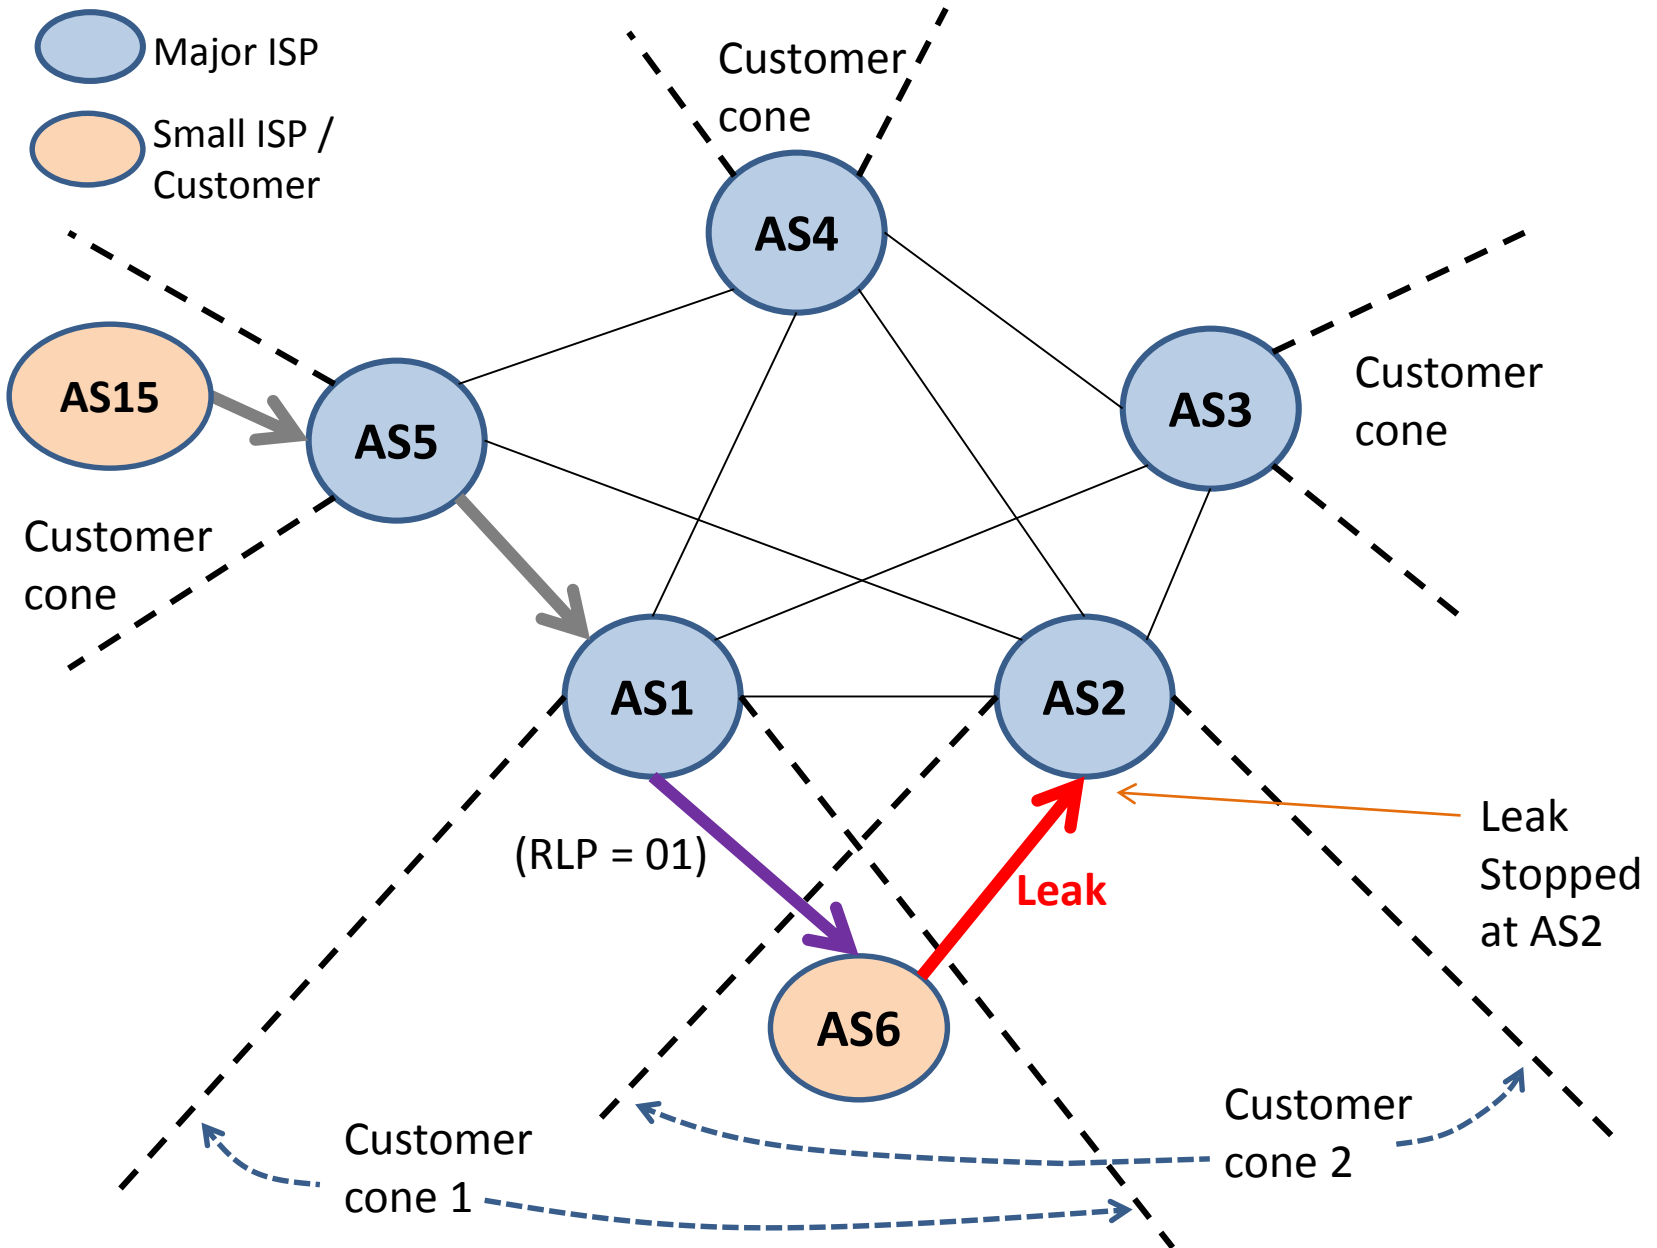 Major ISP
Small ISP /
Customer
Customer
cone
AS4
AS15
AS5
AS3
Customer
cone
Customer
cone
AS1
AS2
(RLP = 01)
Leak
Leak
Stopped
at AS2
AS6
Customer
cone 1
Customer
cone 2